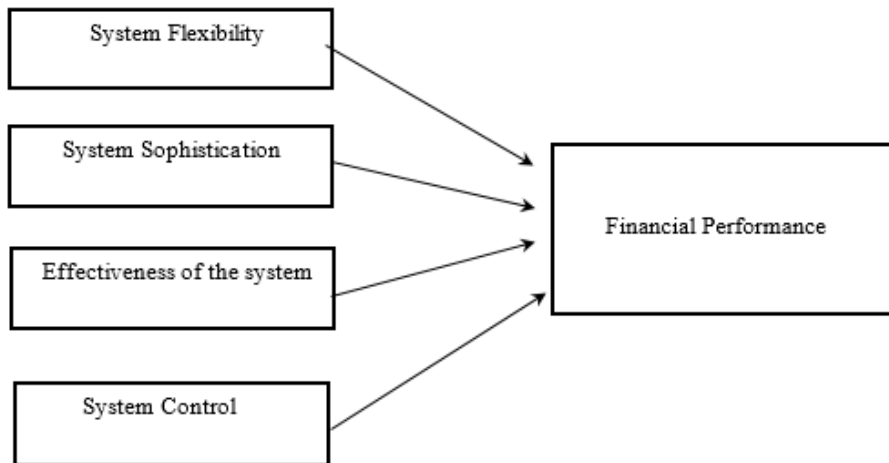 System Flexibility
System Sophistication
Effectiveness of the system
System Control
Financial Performance